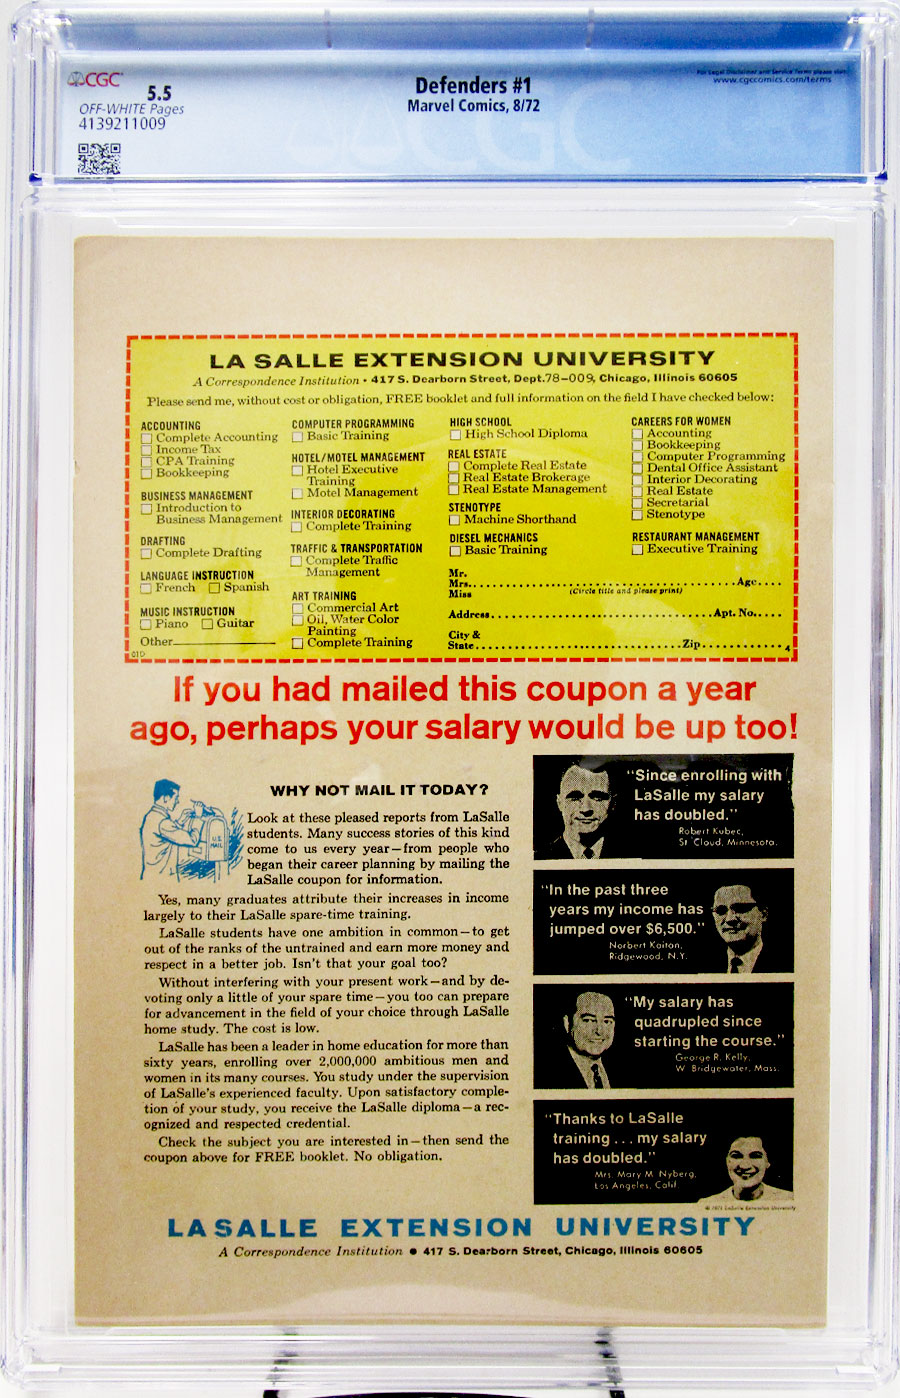 CGC
5.5
OFF-WHITE Pages
4139211009
Defenders #1
Marvel Comics, 8/72
For Legal Disclaimer and Service Terms please visit:
www.cgccomics.com/terms
CGC
LA SALLE EXTENSION UNIVERSITY
A Correspondence Institution • 417 S. Dearborn Street, Dept.78-009, Chicago, Illinois 60605
Please send me, without cost or obligation, FREE booklet and full information on the field I have checked below:
ACCOUNTING
Complete Accounting
Income Tax
CPA Training
Bookkeeping
BUSINESS MANAGEMENT
Introduction to
Business Management
DRAFTING
Complete Drafting
LANGUAGE INSTRUCTION
French Spanish
MUSIC INSTRUCTION
Piano Guitar
Other
01D
COMPUTER PROGRAMMING
Basic Training
HOTEL/MOTEL MANAGEMENT
Hotel Executive
Training
Motel Management
INTERIOR DECORATING
Complete Training
TRAFFIC & TRANSPORTATION
Complete Traffic
Management
ART TRAINING
Commercial Art
Oil, Water Color
Painting
Complete Training
HIGH SCHOOL
High School Diploma
REAL ESTATE
Complete Real Estate
Real Estate Brokerage
Real Estate Management
STENOTYPE
Machine Shorthand
DIESEL MECHANICS
Basic Training
CAREERS FOR WOMEN
Accounting
Bookkeeping
Computer Programming
Dental Office Assistant
Interior Decorating
Real Estate
Secretarial
Stenotype
RESTAURANT MANAGEMENT
Executive Training
Mr.
Mrs. Age
Miss (Circle title and please print)
Address Apt. No.
City &
State Zip 4
If you had mailed this coupon a year
ago, perhaps your salary would be up too!
WHY NOT MAIL IT TODAY?
U.S.
MAIL
Look at these pleased reports from LaSalle
students. Many success stories of this kind
come to us every year—from people who
began their career planning by mailing the
LaSalle coupon for information.
Yes, many graduates attribute their increases in income
largely to their LaSalle spare-time training.
LaSalle students have one ambition in common—to get
out of the ranks of the untrained and earn more money and
respect in a better job. Isn't that your goal too?
Without interfering with your present work—and by de-
voting only a little of your spare time—you too can prepare
for advancement in the field of your choice through LaSalle
home study. The cost is low.
LaSalle has been a leader in home education for more than
sixty years, enrolling over 2,000,000 ambitious men and
women in its many courses. You study under the supervision
of LaSalle's experienced faculty. Upon satisfactory comple-
tion of your study, you receive the LaSalle diploma—a rec-
ognized and respected credential.
Check the subject you are interested in—then send the
coupon above for FREE booklet. No obligation.
"Since enrolling with
LaSalle my salary
has doubled."
Robert Kubec,
St Cloud, Minnesota.
"In the past three
years my income has
jumped over $6,500."
Norbert Kaiton,
Ridgewood, N.Y.
"My salary has
quadrupled since
starting the course."
George R. Kelly,
W. Bridgewater, Mass.
"Thanks to LaSalle
training . . . my salary
has doubled."
Mrs. Mary M. Nyberg,
Los Angeles, Calif.
© 1971 LaSalle Extension University
LASALLE EXTENSION UNIVERSITY
A Correspondence Institution • 417 S. Dearborn Street, Chicago, Illinois 60605